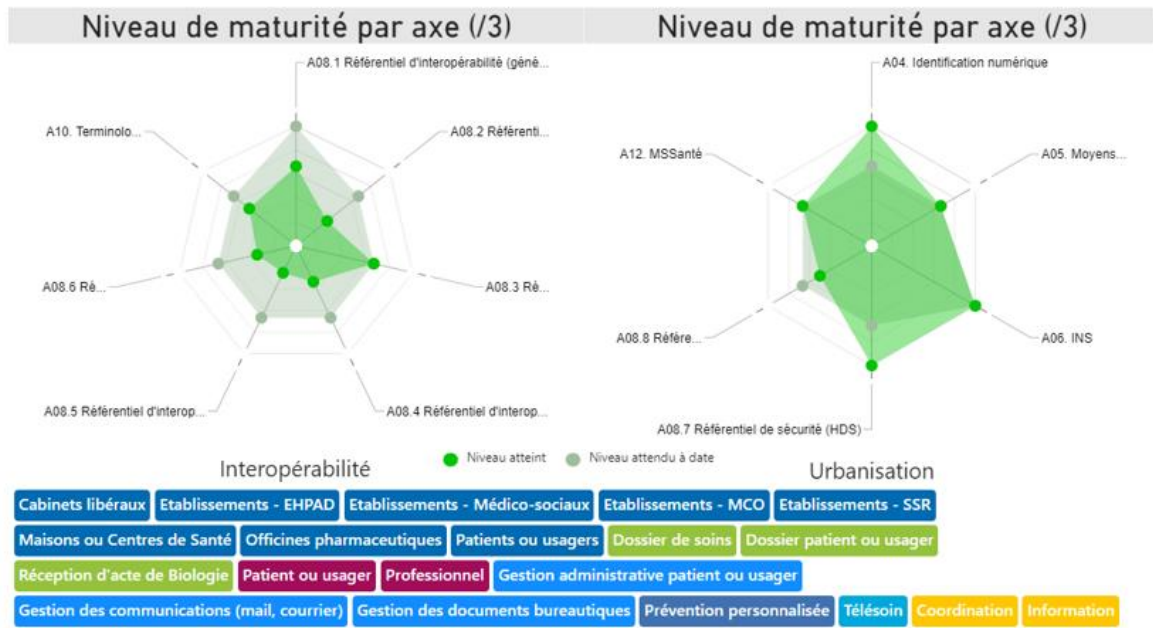 Niveau de maturité par axe (/3)
Niveau de maturité par axe (/3)
A08.1 Référentiel d'interopérabilité (géné...
A10. Terminolo...
A08.2 Référenti...
A08.6 Ré...
A08.3 Ré...
A08.5 Référentiel d'interop...
A08.4 Référentiel d'interop...
A04. Identification numérique
A12. MSSanté
A05. Moyens...
A08.8 Référe...
A06. INS
A08.7 Référentiel de sécurité (HDS)
Interopérabilité
Niveau atteint
Niveau attendu à date
Urbanisation
Cabinets libéraux
Etablissements - EHPAD
Etablissements - Médico-sociaux
Etablissements - MCO
Etablissements - SSR
Maisons ou Centres de Santé
Officines pharmaceutiques
Patients ou usagers
Dossier de soins
Dossier patient ou usager
Réception d'acte de Biologie
Patient ou usager
Professionnel
Gestion administrative patient ou usager
Gestion des communications (mail, courrier)
Gestion des documents bureautiques
Prévention personnalisée
Télésoin
Coordination
Information